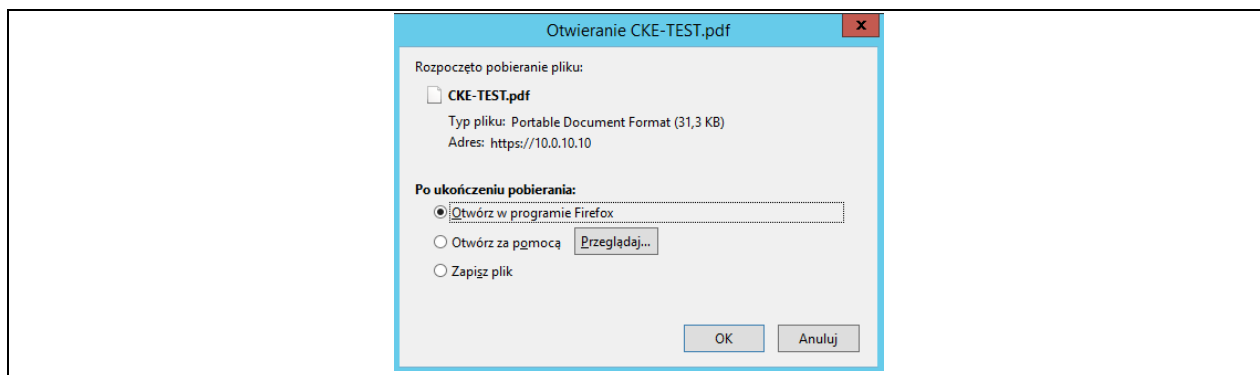 Otwieranie CKE-TEST.pdf
x
Rozpoczęto pobieranie pliku:
CKE-TEST.pdf
Typ pliku: Portable Document Format (31,3 KB)
Adres: https://10.0.10.10
Po ukończeniu pobierania:
Otwórz w programie Firefox
Otwórz za pomocą Przeglądaj...
Zapisz plik
OK Anuluj